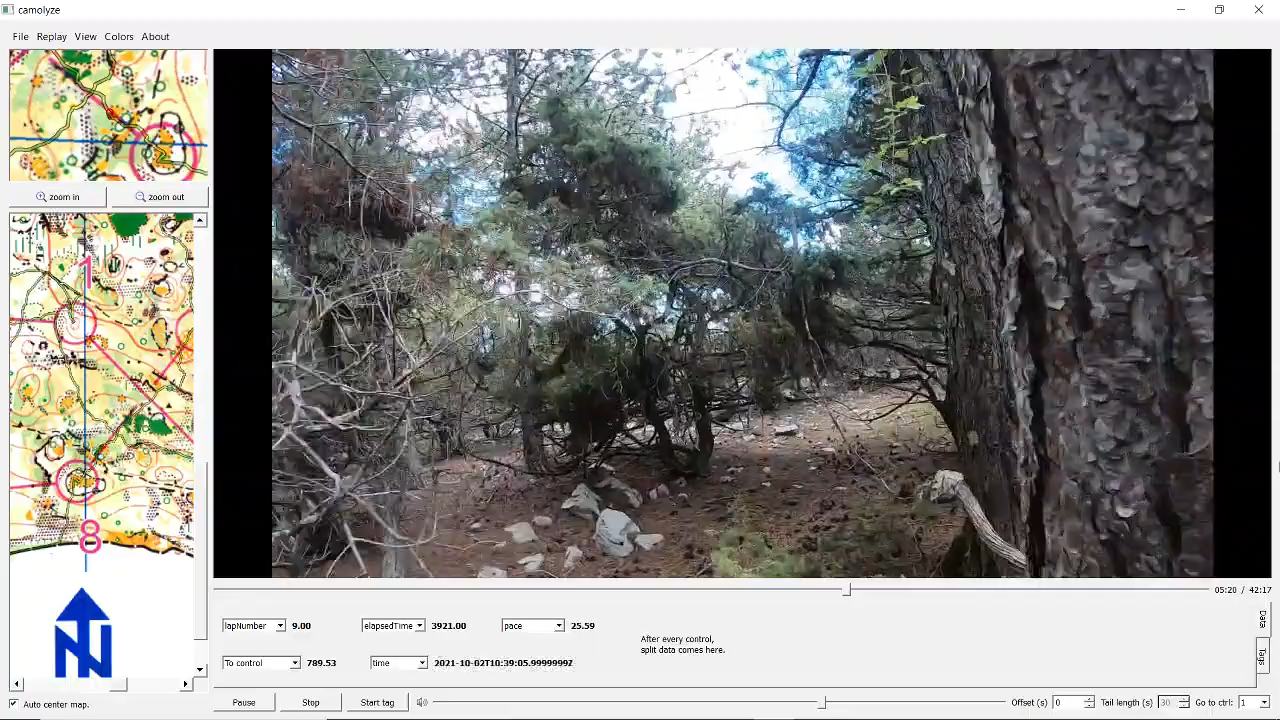 camolyze
File Replay View Colors About
zoom in zoom out
1
8
N
05:20 / 42:17
lapNumber 9.00 elapsedTime 3921.00 pace 25.59
After every control,
split data comes here.
To control 789.53 time 2021-10-02T10:39:05.9999999Z
Data
Tags
Auto center map.
Pause Stop Start tag Offset (s) 0 Tail length (s) 30 Go to ctrl: 1